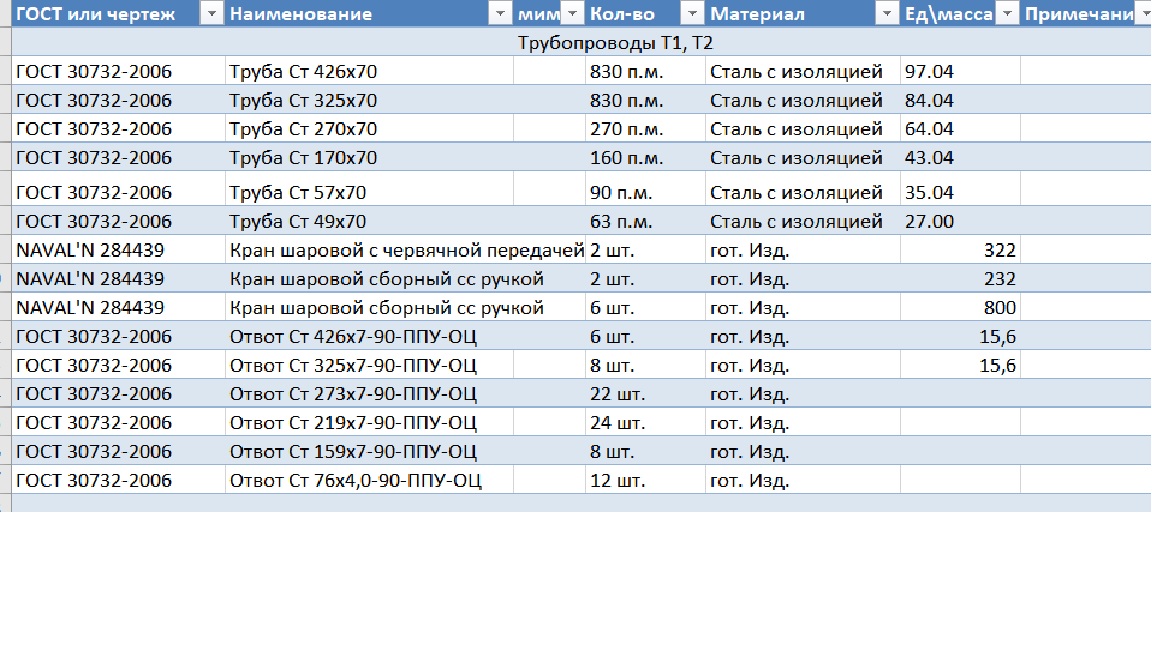 ГОСТ или чертеж Наименование мим Кол-во Материал Ед\масса Примечани
Трубопроводы Т1, Т2
ГОСТ 30732-2006 Труба Ст 426х70 830 п.м. Сталь с изоляцией 97.04
ГОСТ 30732-2006 Труба Ст 325х70 830 п.м. Сталь с изоляцией 84.04
ГОСТ 30732-2006 Труба Ст 270х70 270 п.м. Сталь с изоляцией 64.04
ГОСТ 30732-2006 Труба Ст 170х70 160 п.м. Сталь с изоляцией 43.04
ГОСТ 30732-2006 Труба Ст 57х70 90 п.м. Сталь с изоляцией 35.04
ГОСТ 30732-2006 Труба Ст 49х70 63 п.м. Сталь с изоляцией 27.00
NAVAL'N 284439 Кран шаровой с червячной передачей 2 шт. гот. Изд. 322
NAVAL'N 284439 Кран шаровой сборный сс ручкой 2 шт. гот. Изд. 232
NAVAL'N 284439 Кран шаровой сборный сс ручкой 6 шт. гот. Изд. 800
ГОСТ 30732-2006 Отвот Ст 426х7-90-ППУ-ОЦ 6 шт. гот. Изд. 15,6
ГОСТ 30732-2006 Отвот Ст 325х7-90-ППУ-ОЦ 8 шт. гот. Изд. 15,6
ГОСТ 30732-2006 Отвот Ст 273х7-90-ППУ-ОЦ 22 шт. гот. Изд.
ГОСТ 30732-2006 Отвот Ст 219х7-90-ППУ-ОЦ 24 шт. гот. Изд.
ГОСТ 30732-2006 Отвот Ст 159х7-90-ППУ-ОЦ 8 шт. гот. Изд.
ГОСТ 30732-2006 Отвот Ст 76х4,0-90-ППУ-ОЦ 12 шт. гот. Изд.